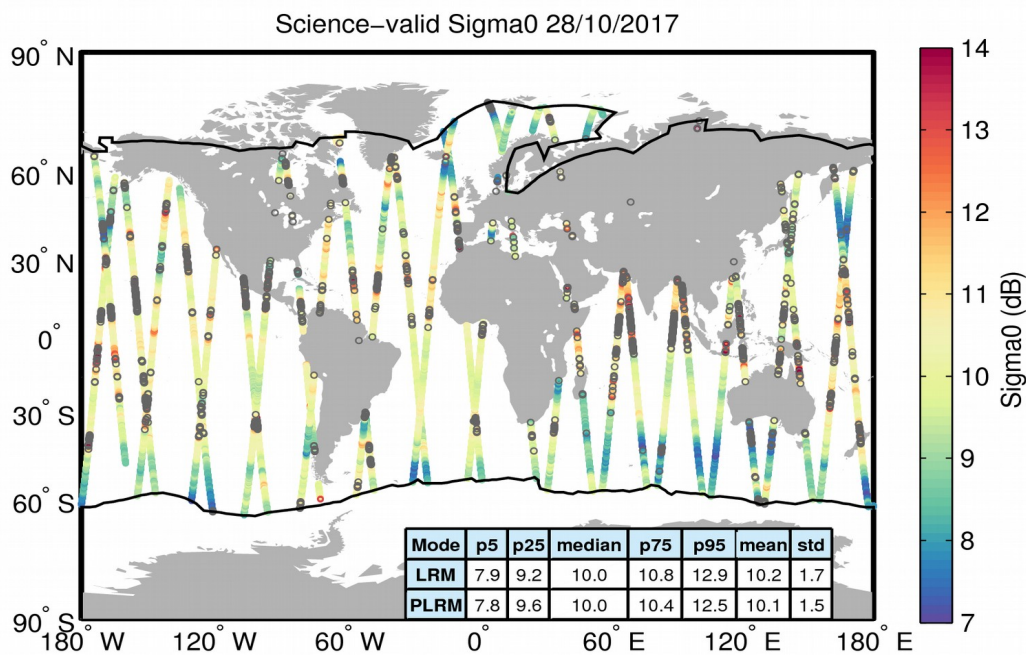 Science−valid Sigma0 28/10/2017
90° N
60° N
30° N
0°
30° S
60° S
90° S
180° W
120° W
60° W
0°
60° E
120° E
180° E
14
13
12
11
10
9
8
7
Sigma0 (dB)
Mode p5 p25 median p75 p95 mean std
LRM 7.9 9.2 10.0 10.8 12.9 10.2 1.7
PLRM 7.8 9.6 10.0 10.4 12.5 10.1 1.5